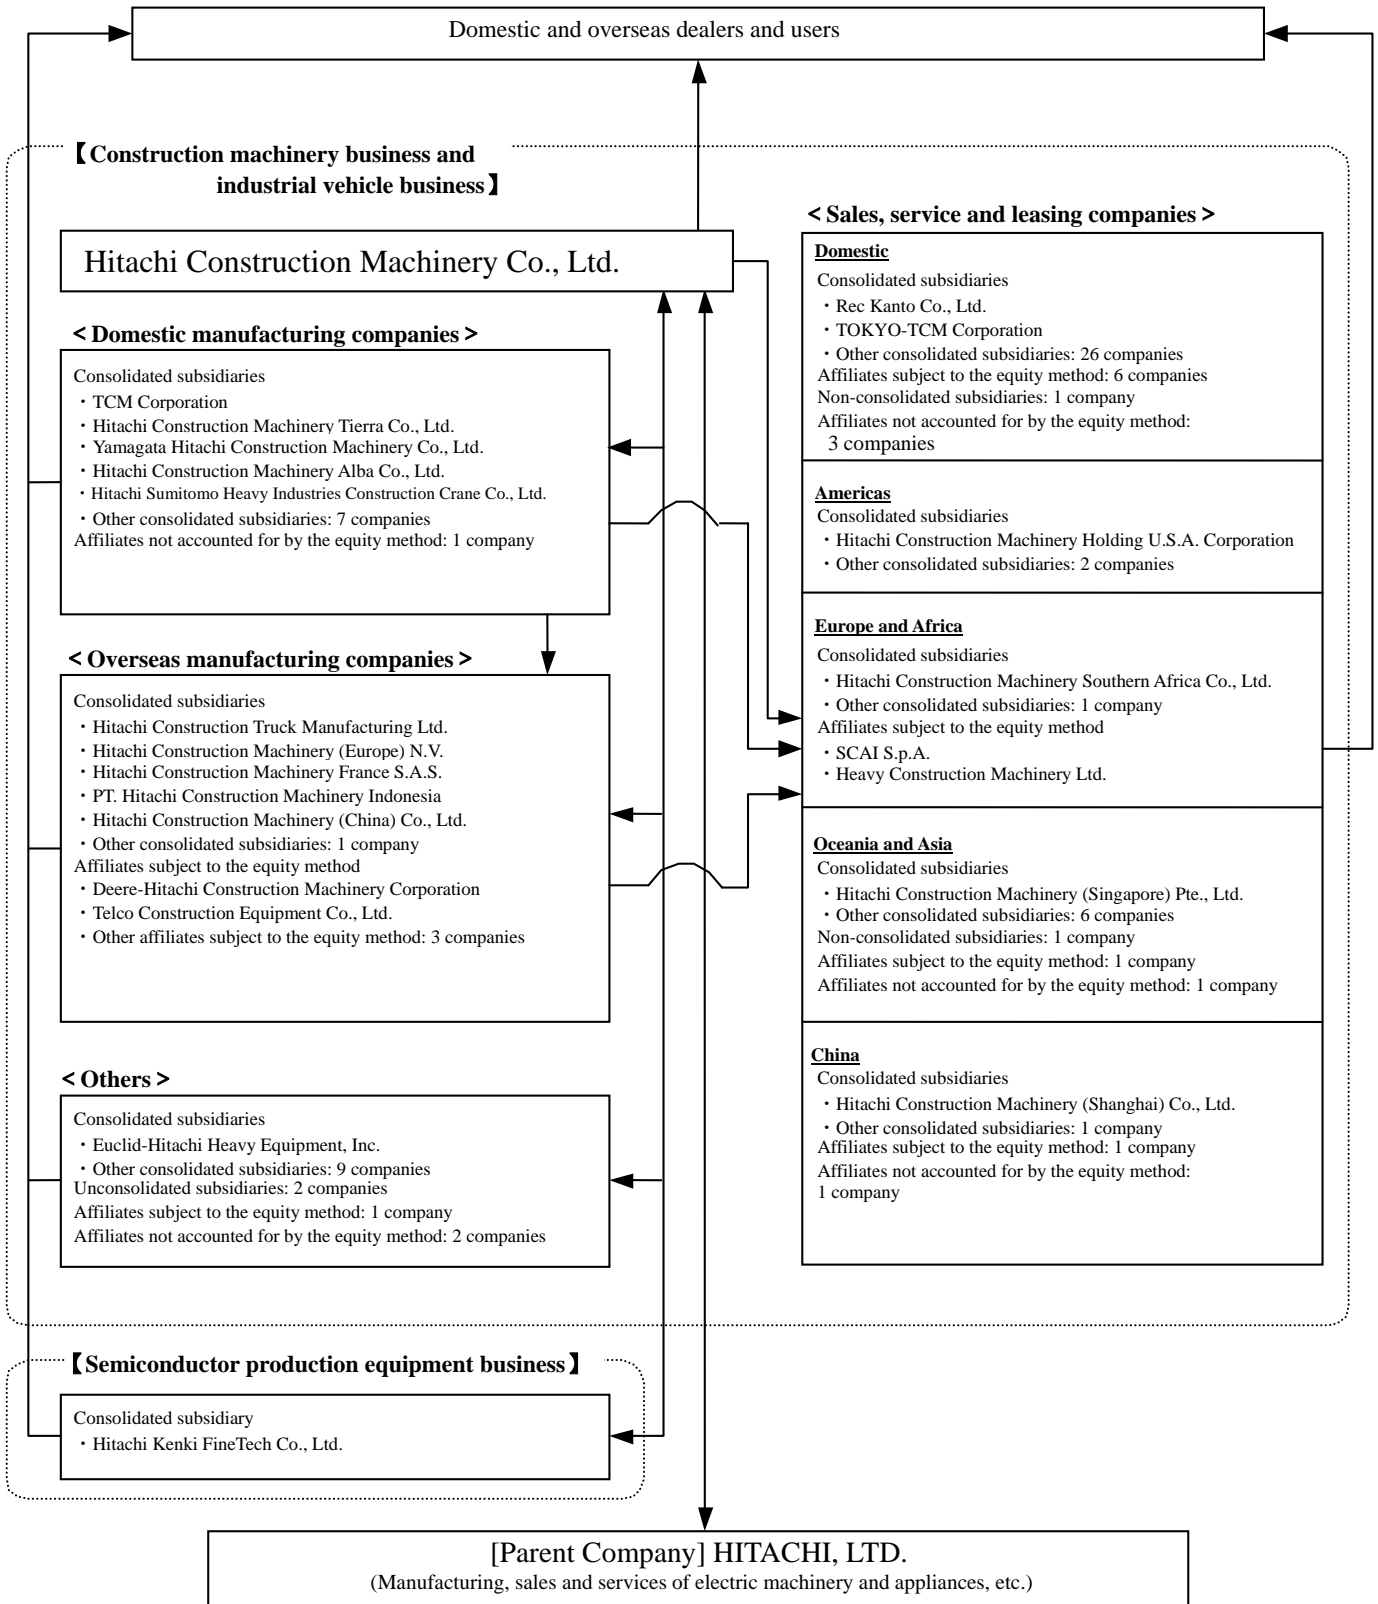 Domestic and overseas dealers and users
【Construction machinery business and
industrial vehicle business】
Hitachi Construction Machinery Co., Ltd.
< Domestic manufacturing companies >
Consolidated subsidiaries
・TCM Corporation
・Hitachi Construction Machinery Tierra Co., Ltd.
・Yamagata Hitachi Construction Machinery Co., Ltd.
・Hitachi Construction Machinery Alba Co., Ltd.
・Hitachi Sumitomo Heavy Industries Construction Crane Co., Ltd.
・Other consolidated subsidiaries: 7 companies
Affiliates not accounted for by the equity method: 1 company
< Overseas manufacturing companies >
Consolidated subsidiaries
・Hitachi Construction Truck Manufacturing Ltd.
・Hitachi Construction Machinery (Europe) N.V.
・Hitachi Construction Machinery France S.A.S.
・PT. Hitachi Construction Machinery Indonesia
・Hitachi Construction Machinery (China) Co., Ltd.
・Other consolidated subsidiaries: 1 company
Affiliates subject to the equity method
・Deere-Hitachi Construction Machinery Corporation
・Telco Construction Equipment Co., Ltd.
・Other affiliates subject to the equity method: 3 companies
< Others >
Consolidated subsidiaries
・Euclid-Hitachi Heavy Equipment, Inc.
・Other consolidated subsidiaries: 9 companies
Unconsolidated subsidiaries: 2 companies
Affiliates subject to the equity method: 1 company
Affiliates not accounted for by the equity method: 2 companies
< Sales, service and leasing companies >
Domestic
Consolidated subsidiaries
・Rec Kanto Co., Ltd.
・TOKYO-TCM Corporation
・Other consolidated subsidiaries: 26 companies
Affiliates subject to the equity method: 6 companies
Non-consolidated subsidiaries: 1 company
Affiliates not accounted for by the equity method:
3 companies
Americas
Consolidated subsidiaries
・Hitachi Construction Machinery Holding U.S.A. Corporation
・Other consolidated subsidiaries: 2 companies
Europe and Africa
Consolidated subsidiaries
・Hitachi Construction Machinery Southern Africa Co., Ltd.
・Other consolidated subsidiaries: 1 company
Affiliates subject to the equity method
・SCAI S.p.A.
・Heavy Construction Machinery Ltd.
Oceania and Asia
Consolidated subsidiaries
・Hitachi Construction Machinery (Singapore) Pte., Ltd.
・Other consolidated subsidiaries: 6 companies
Non-consolidated subsidiaries: 1 company
Affiliates subject to the equity method: 1 company
Affiliates not accounted for by the equity method: 1 company
China
Consolidated subsidiaries
・Hitachi Construction Machinery (Shanghai) Co., Ltd.
・Other consolidated subsidiaries: 1 company
Affiliates subject to the equity method: 1 company
Affiliates not accounted for by the equity method:
1 company
【Semiconductor production equipment business】
Consolidated subsidiary
・Hitachi Kenki FineTech Co., Ltd.
[Parent Company] HITACHI, LTD.
(Manufacturing, sales and services of electric machinery and appliances, etc.)